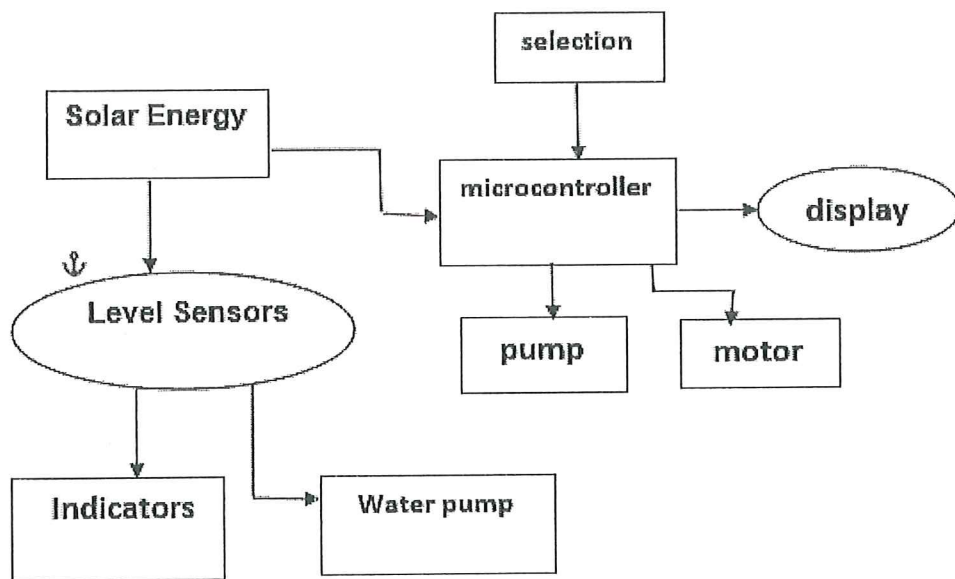 selection
Solar Energy
microcontroller
display
Level Sensors
pump
motor
Indicators
Water pump